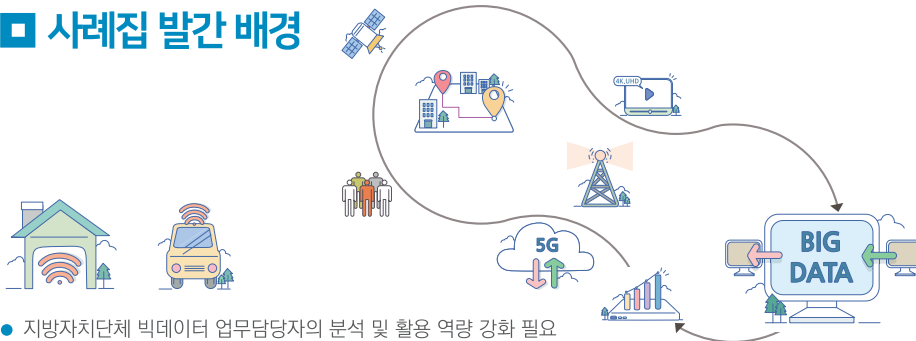 사례집 발간 배경
4K,UHD
5G
BIG
DATA
지방자치단체 빅데이터 업무담당자의 분석 및 활용 역량 강화 필요